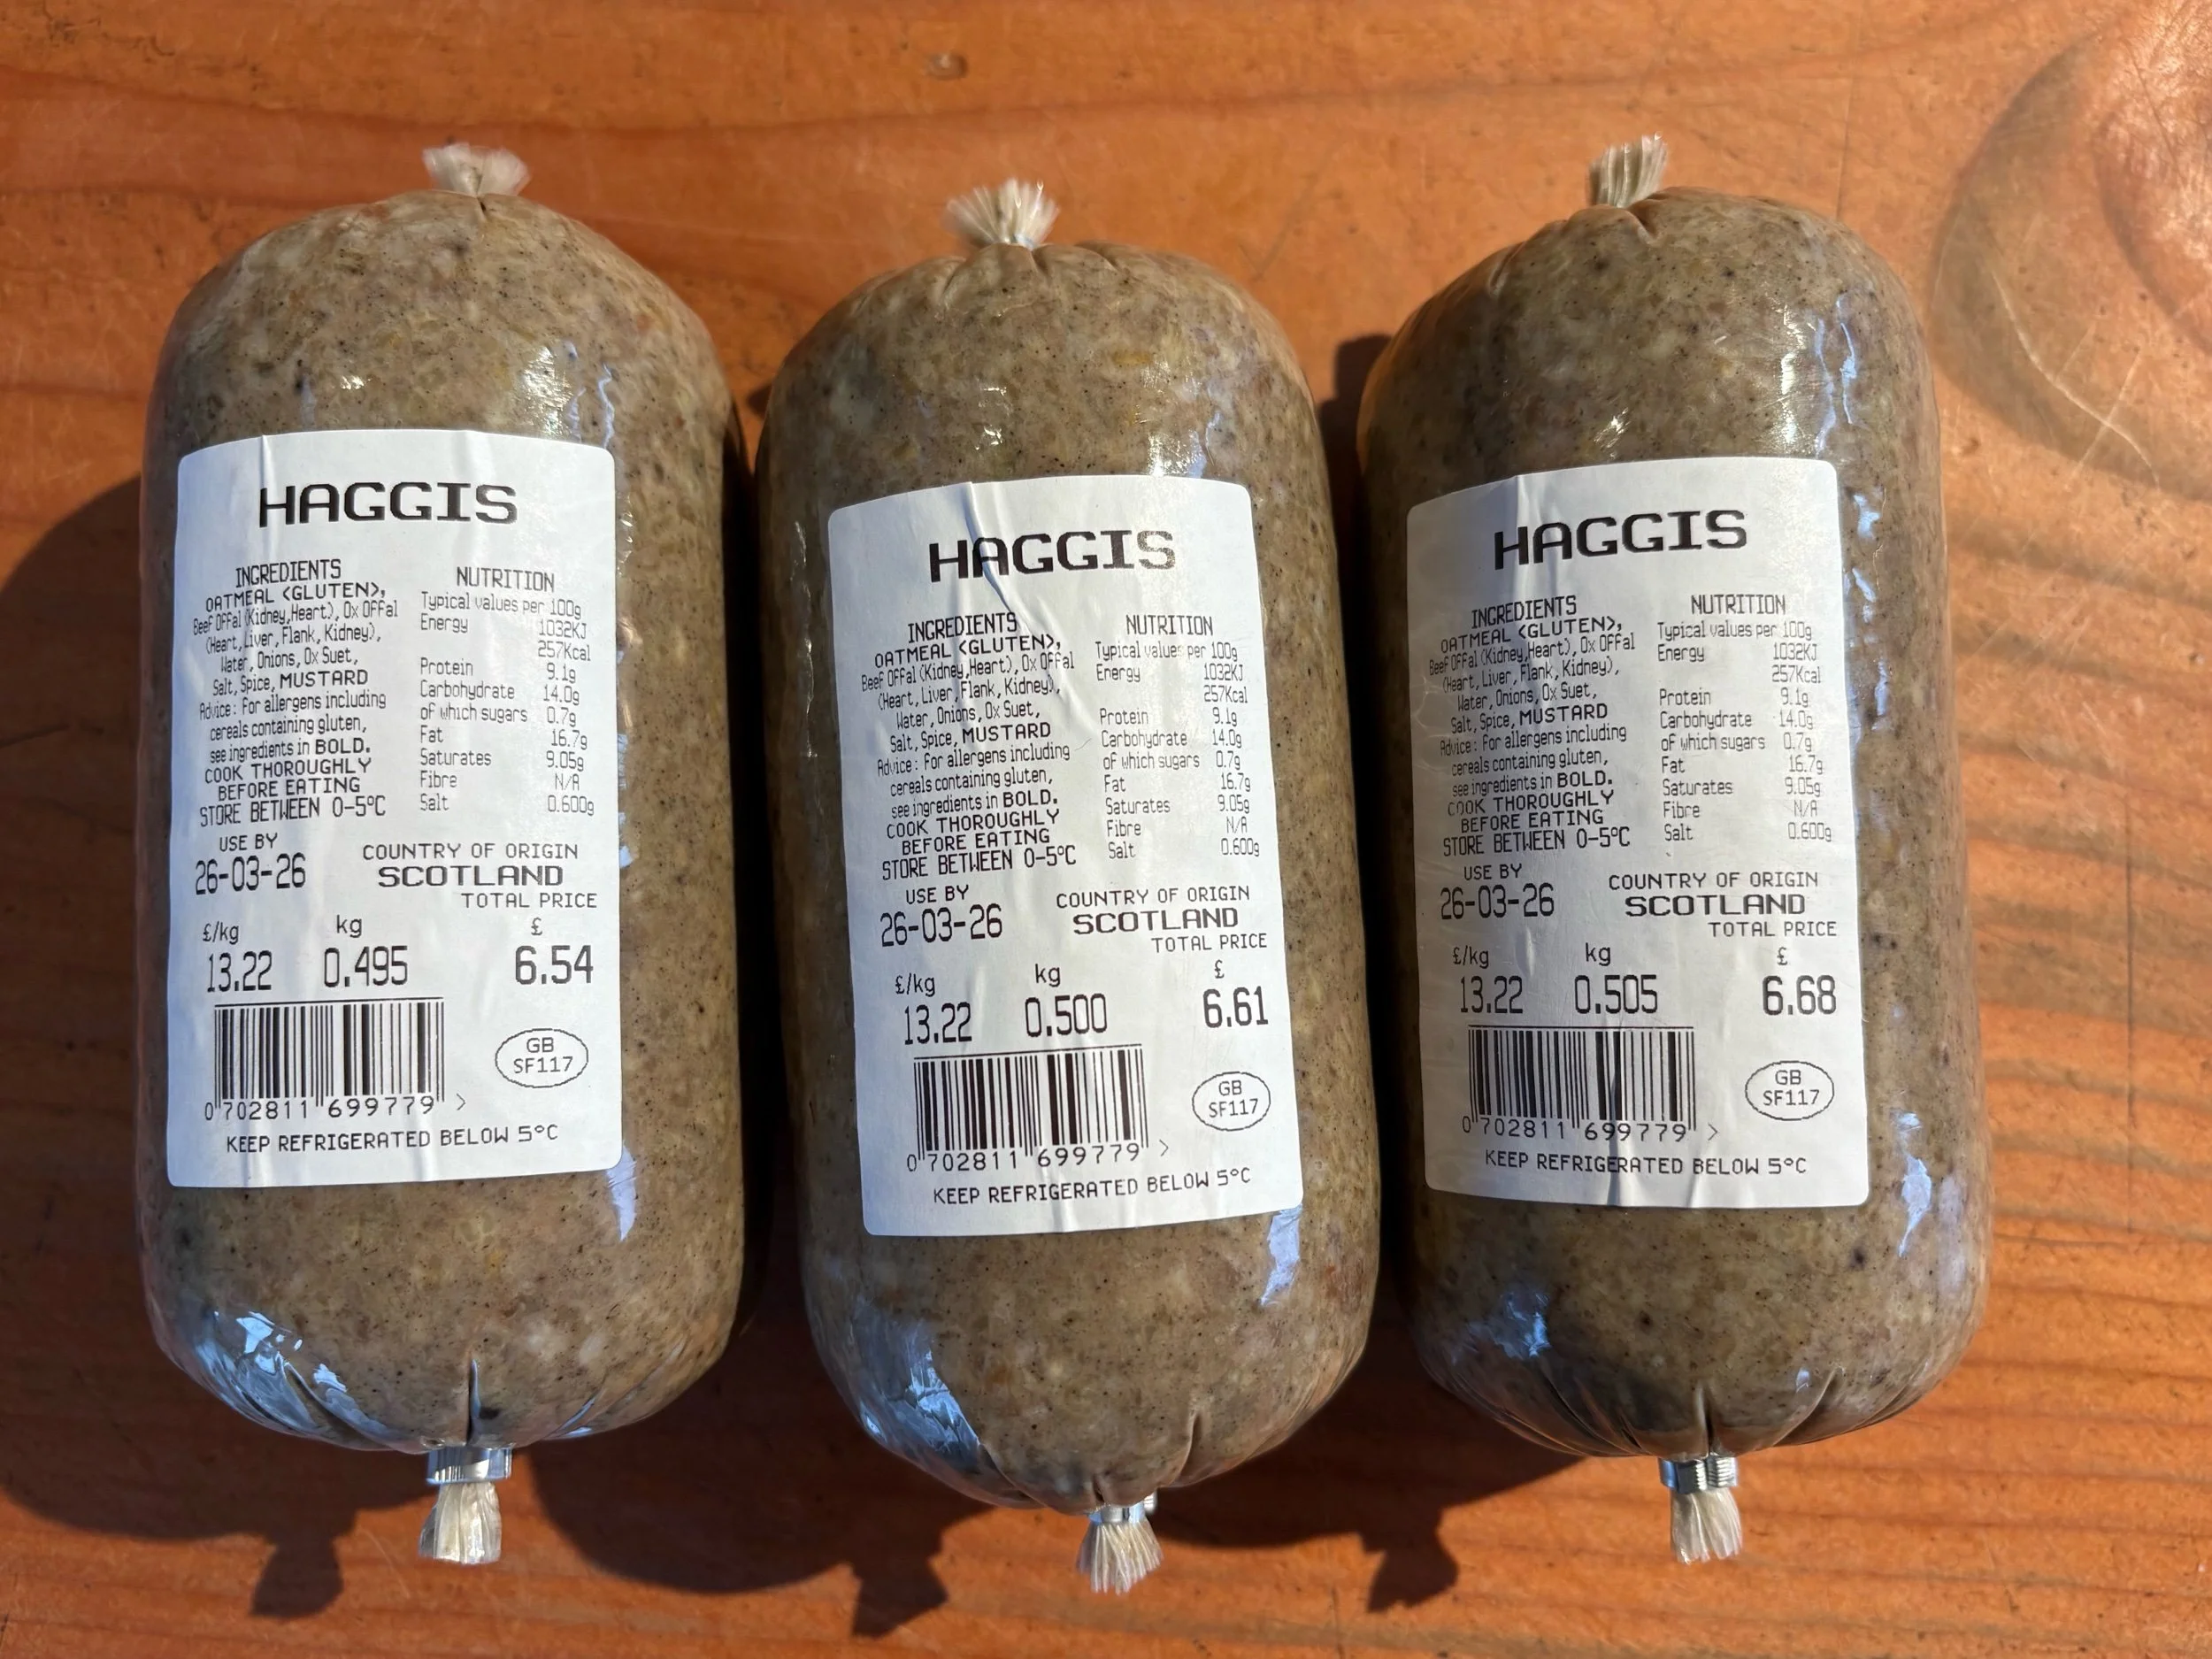 HAGGIS
INGREDIENTS
OATMEAL <GLUTEN>,
Beef Offal (Kidney,Heart), Ox Offal
(Heart, Liver, Flank, Kidney),
Water, Onions, Ox Suet,
Salt, Spice, MUSTARD
Advice: For allergens including
cereals containing gluten,
see ingredients in BOLD.
COOK THOROUGHLY
BEFORE EATING
STORE BETWEEN 0-5°C
NUTRITION
Typical values per 100g
Energy 1032KJ
257Kcal
Protein 9.1g
Carbohydrate 14.0g
of which sugars 0.7g
Fat 16.7g
Saturates 9.05g
Fibre N/A
Salt 0.600g
USE BY
26-03-26
COUNTRY OF ORIGIN
SCOTLAND
TOTAL PRICE
£/kg kg £
13.22 0.495 6.54
0 702811 699779 >
GB
SF117
KEEP REFRIGERATED BELOW 5°C
HAGGIS
INGREDIENTS
OATMEAL <GLUTEN>,
Beef Offal (Kidney,Heart), Ox Offal
(Heart, Liver, Flank, Kidney),
Water, Onions, Ox Suet,
Salt, Spice, MUSTARD
Advice: For allergens including
cereals containing gluten,
see ingredients in BOLD.
COOK THOROUGHLY
BEFORE EATING
STORE BETWEEN 0-5°C
NUTRITION
Typical values per 100g
Energy 1032KJ
257Kcal
Protein 9.1g
Carbohydrate 14.0g
of which sugars 0.7g
Fat 16.7g
Saturates 9.05g
Fibre N/A
Salt 0.600g
USE BY
26-03-26
COUNTRY OF ORIGIN
SCOTLAND
TOTAL PRICE
£/kg kg £
13.22 0.500 6.61
0 702811 699779 >
GB
SF117
KEEP REFRIGERATED BELOW 5°C
HAGGIS
INGREDIENTS
OATMEAL <GLUTEN>,
Beef Offal (Kidney,Heart), Ox Offal
(Heart, Liver, Flank, Kidney),
Water, Onions, Ox Suet,
Salt, Spice, MUSTARD
Advice: For allergens including
cereals containing gluten,
see ingredients in BOLD.
COOK THOROUGHLY
BEFORE EATING
STORE BETWEEN 0-5°C
NUTRITION
Typical values per 100g
Energy 1032KJ
257Kcal
Protein 9.1g
Carbohydrate 14.0g
of which sugars 0.7g
Fat 16.7g
Saturates 9.05g
Fibre N/A
Salt 0.600g
USE BY
26-03-26
COUNTRY OF ORIGIN
SCOTLAND
TOTAL PRICE
£/kg kg £
13.22 0.505 6.68
0 702811 699779 >
GB
SF117
KEEP REFRIGERATED BELOW 5°C